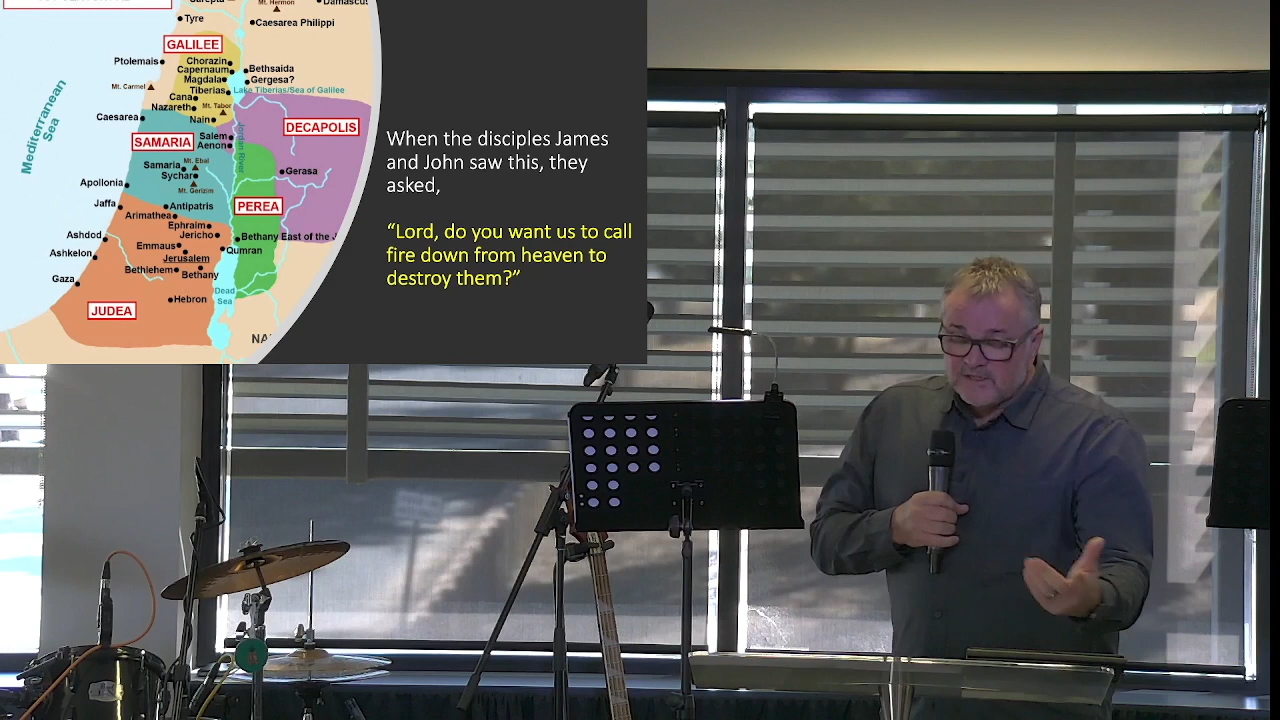 Mt. Hermon
Damascus
Tyre
Caesarea Philippi
GALILEE
Ptolemais
Chorazin
Capernaum
Bethsaida
Magdala
Gergesa?
Mt. Carmel
Tiberias
Lake Tiberias/Sea of Galilee
Cana
Nazareth
Mt. Tabor
Caesarea
Nain
DECAPOLIS
Mediterranean
Sea
SAMARIA
Salem
Aenon
Jordan River
Samaria
Mt. Ebal
Sychar
Gerasa
Mt. Gerizim
Apollonia
Jaffa
Antipatris
PEREA
Arimathea
Ephraim
Jericho
Ashdod
Bethany East of the J
Emmaus
Qumran
Ashkelon
Jerusalem
Bethlehem
Bethany
Gaza
Dead
Sea
Hebron
JUDEA
NA
When the disciples James
and John saw this, they
asked,
“Lord, do you want us to call
fire down from heaven to
destroy them?”